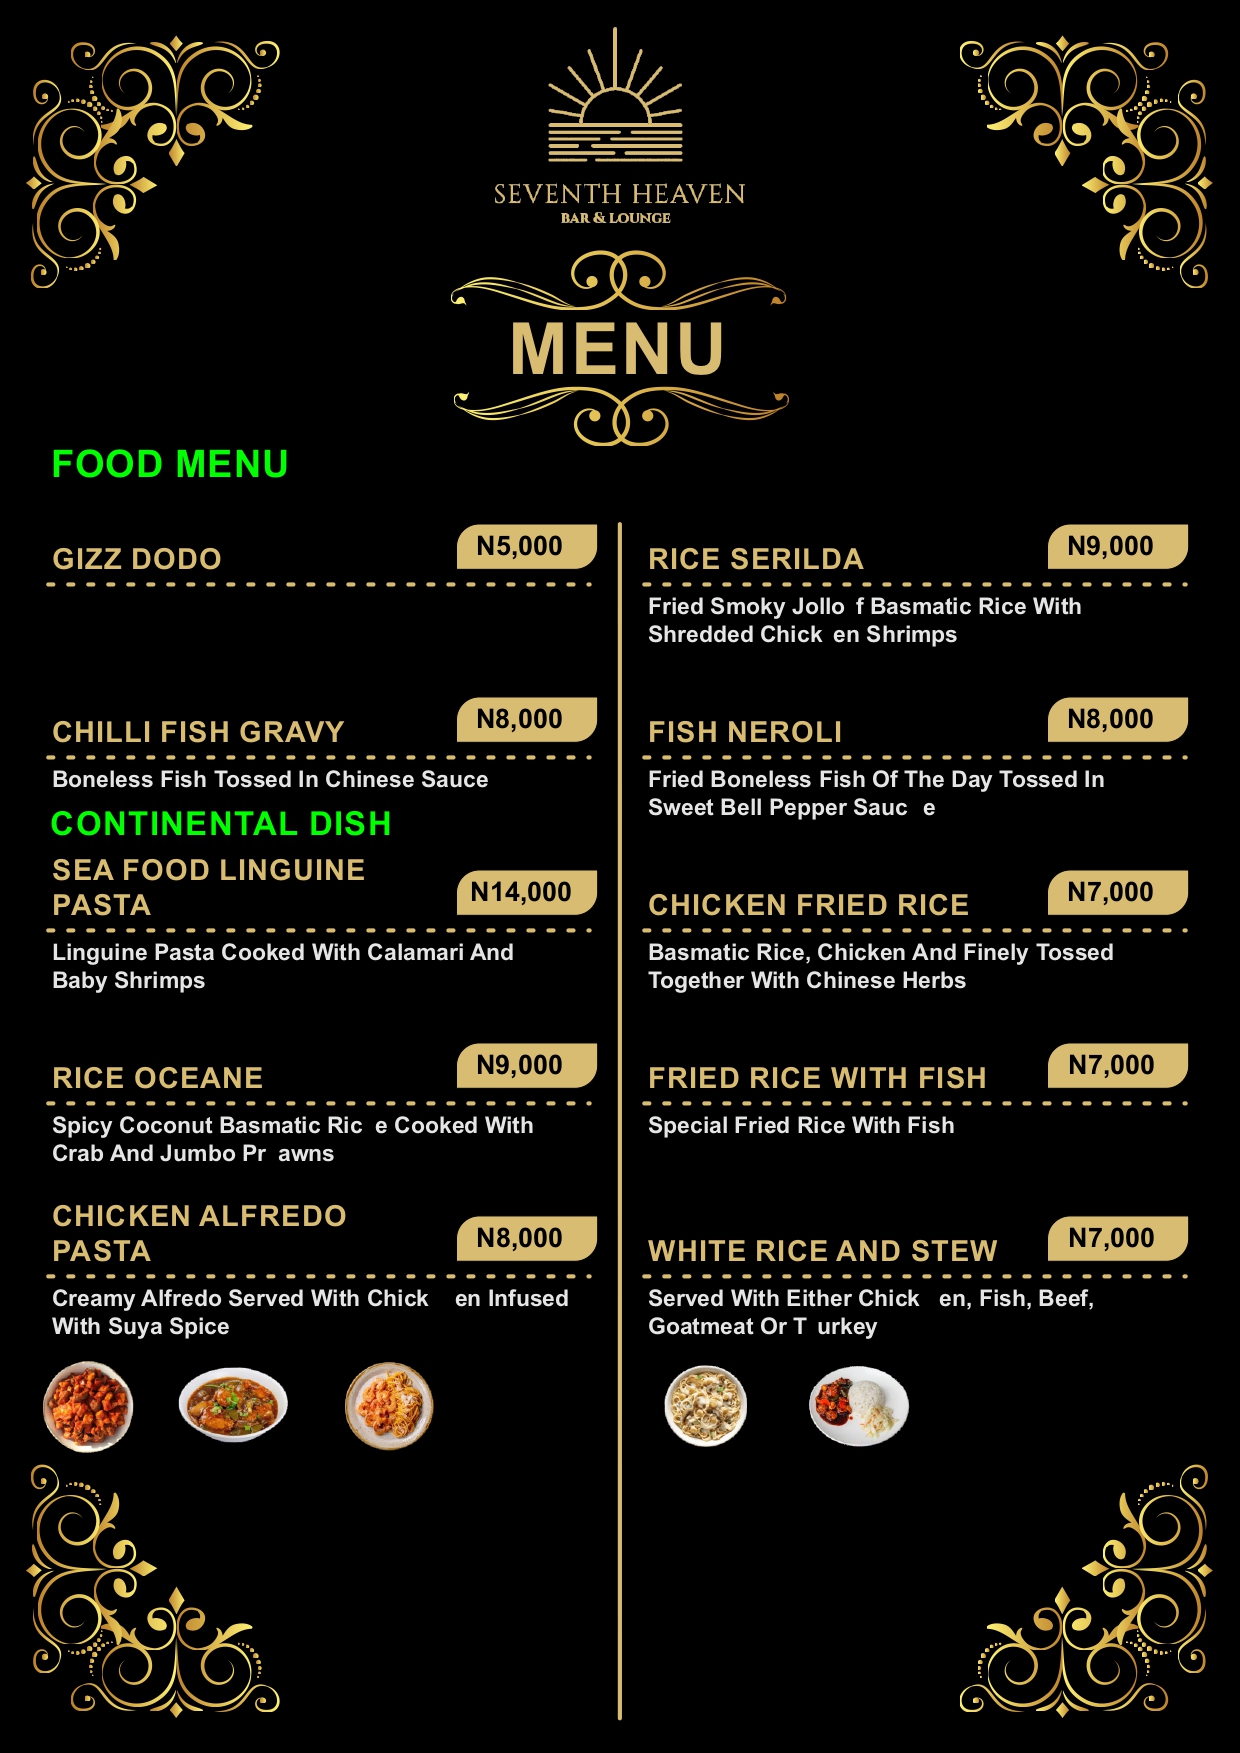 SEVENTH HEAVEN
BAR & LOUNGE
MENU
FOOD MENU
GIZZ DODO
N5,000
CHILLI FISH GRAVY
N8,000
Boneless Fish Tossed In Chinese Sauce
CONTINENTAL DISH
SEA FOOD LINGUINE
PASTA
N14,000
Linguine Pasta Cooked With Calamari And
Baby Shrimps
RICE OCEANE
N9,000
Spicy Coconut Basmatic Ric e Cooked With
Crab And Jumbo Pr awns
CHICKEN ALFREDO
PASTA
N8,000
Creamy Alfredo Served With Chick en Infused
With Suya Spice
RICE SERILDA
N9,000
Fried Smoky Jollo f Basmatic Rice With
Shredded Chick en Shrimps
FISH NEROLI
N8,000
Fried Boneless Fish Of The Day Tossed In
Sweet Bell Pepper Sauc e
CHICKEN FRIED RICE
N7,000
Basmatic Rice, Chicken And Finely Tossed
Together With Chinese Herbs
FRIED RICE WITH FISH
N7,000
Special Fried Rice With Fish
WHITE RICE AND STEW
N7,000
Served With Either Chick en, Fish, Beef,
Goatmeat Or T urkey